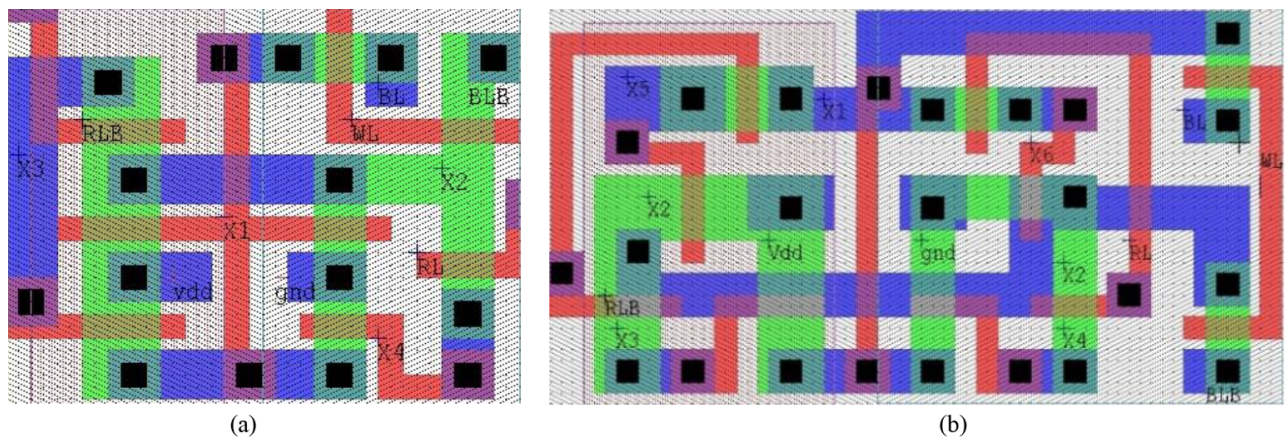 BL BLB
RLB WL
X3 X2
X1
RL
vdd gnd
X4
X5 X1 BL
X6 WL
X2
Vdd gnd RL
X2
RLB
X3 X4
BLB
(a) (b)